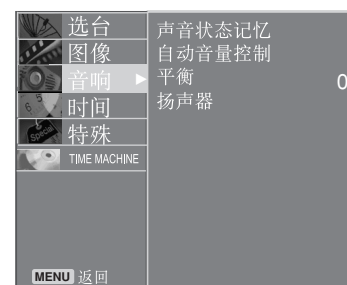 选台
图像
音响
时间
特殊
TIME MACHINE
MENU 返回
声音状态记忆
自动音量控制
平衡 0
扬声器